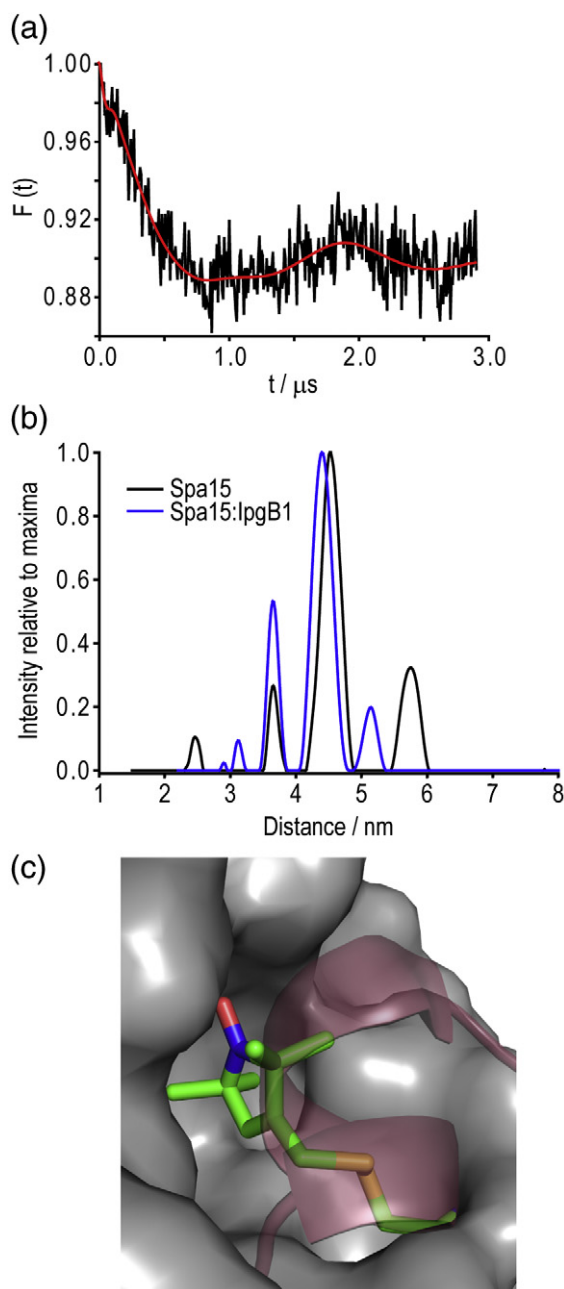 (a)
1.00
0.96
0.92
0.88
F (t)
0.0 1.0 2.0 3.0
t / μs
(b)
1.0
0.8
0.6
0.4
0.2
0.0
Intensity relative to maxima
Spa15
Spa15:IpgB1
1 2 3 4 5 6 7 8
Distance / nm
(c)